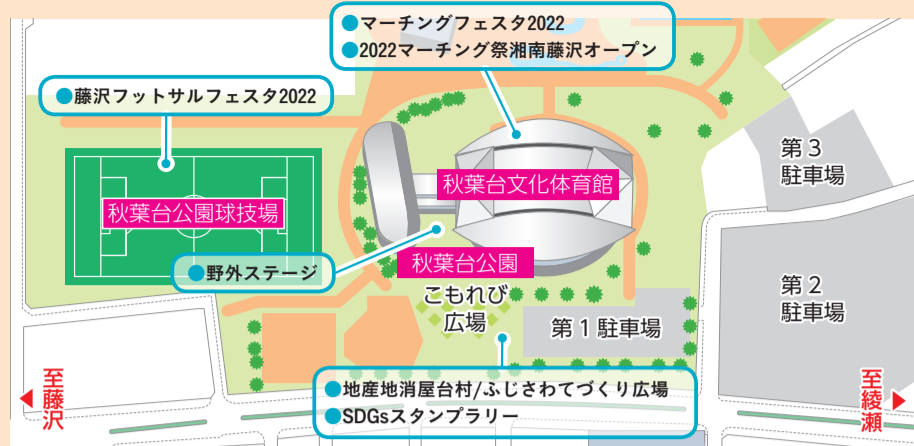 ●マーチングフェスタ2022
●2022マーチング祭湘南藤沢オープン
●藤沢フットサルフェスタ2022
第3
駐車場
秋葉台文化体育館
秋葉台公園球技場
●野外ステージ
秋葉台公園
こもれび
広場
第1駐車場
第2
駐車場
●地産地消屋台村/ふじさわてづくり広場
●SDGsスタンプラリー
至藤沢
至綾瀬